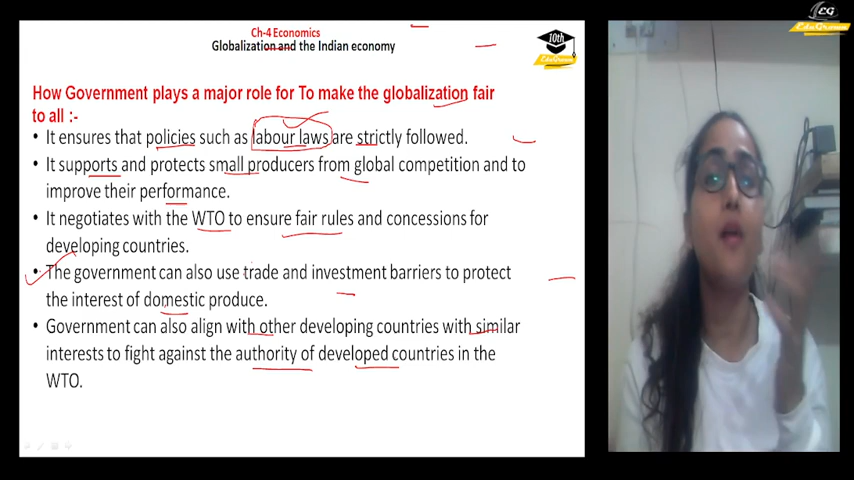 Ch-4 Economics
Globalization and the Indian economy
10th
EduGrown
CG
EduGrown
How Government plays a major role for To make the globalization fair
to all :-
• It ensures that policies such as labour laws are strictly followed.
• It supports and protects small producers from global competition and to
improve their performance.
• It negotiates with the WTO to ensure fair rules and concessions for
developing countries.
• The government can also use trade and investment barriers to protect
the interest of domestic produce.
• Government can also align with other developing countries with similar
interests to fight against the authority of developed countries in the
WTO.